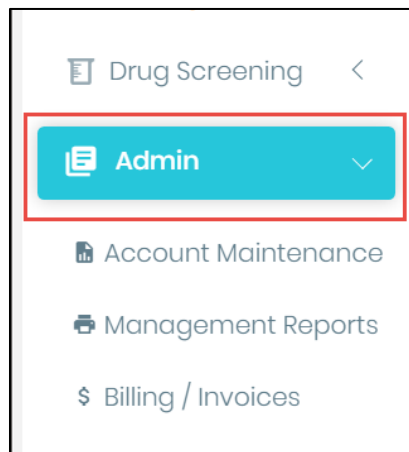 Drug Screening
Admin
Account Maintenance
Management Reports
$ Billing / Invoices